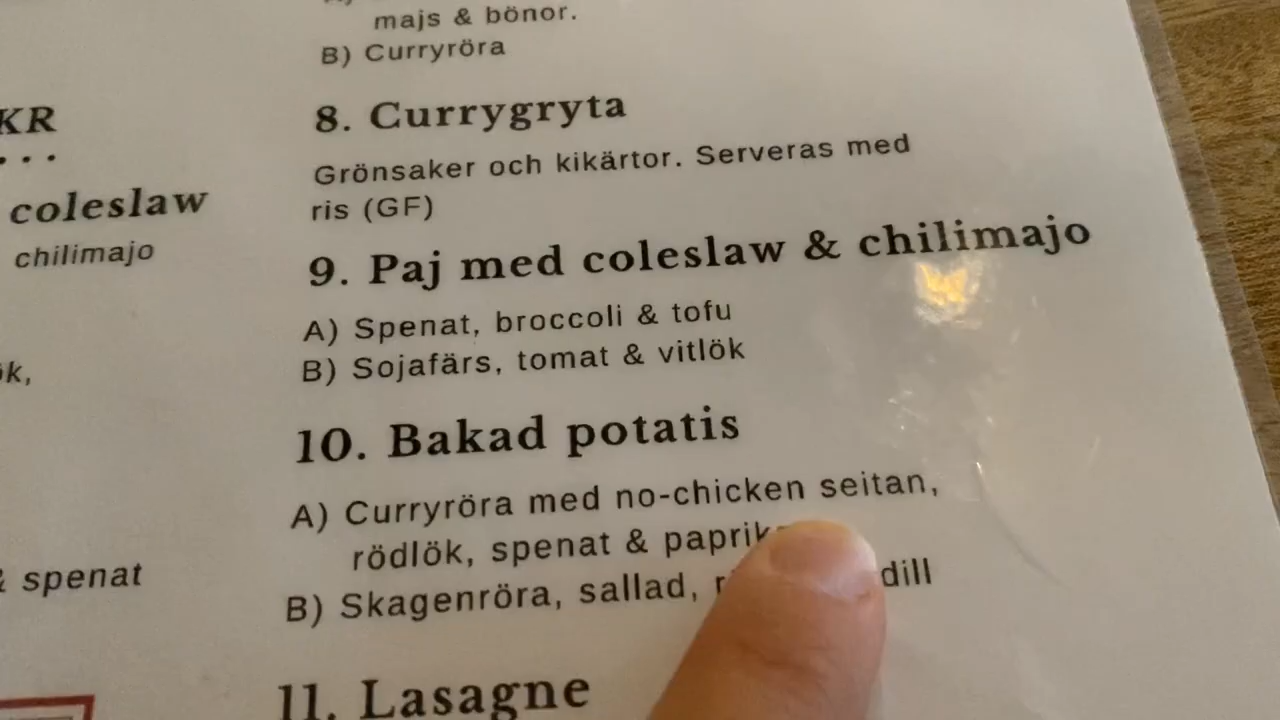 majs & bönor.
B) Curryröra
KR
...
coleslaw
chilimajo
& spenat
8. Currygryta
Grönsaker och kikärtor. Serveras med
ris (GF)
9. Paj med coleslaw & chilimajo
A) Spenat, broccoli & tofu
B) Sojafärs, tomat & vitlök
10. Bakad potatis
A) Curryröra med no-chicken seitan,
rödlök, spenat &
B) Skagenröra, sallad, dill
11. Lasagne